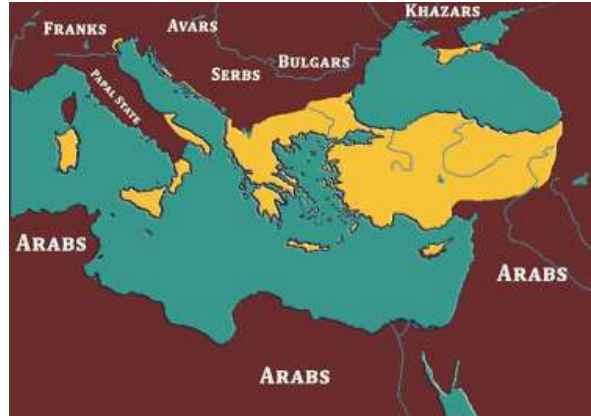 KHAZARS
AVARS
FRANKS
BULGARS
SERBS
PAPAL STATE
ARABS
ARABS
ARABS